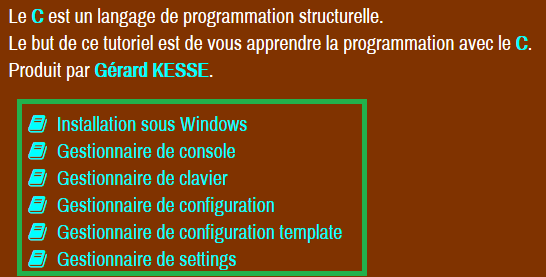 Le C est un langage de programmation structurelle.
Le but de ce tutoriel est de vous apprendre la programmation avec le C.
Produit par Gérard KESSE.
Installation sous Windows
Gestionnaire de console
Gestionnaire de clavier
Gestionnaire de configuration
Gestionnaire de configuration template
Gestionnaire de settings